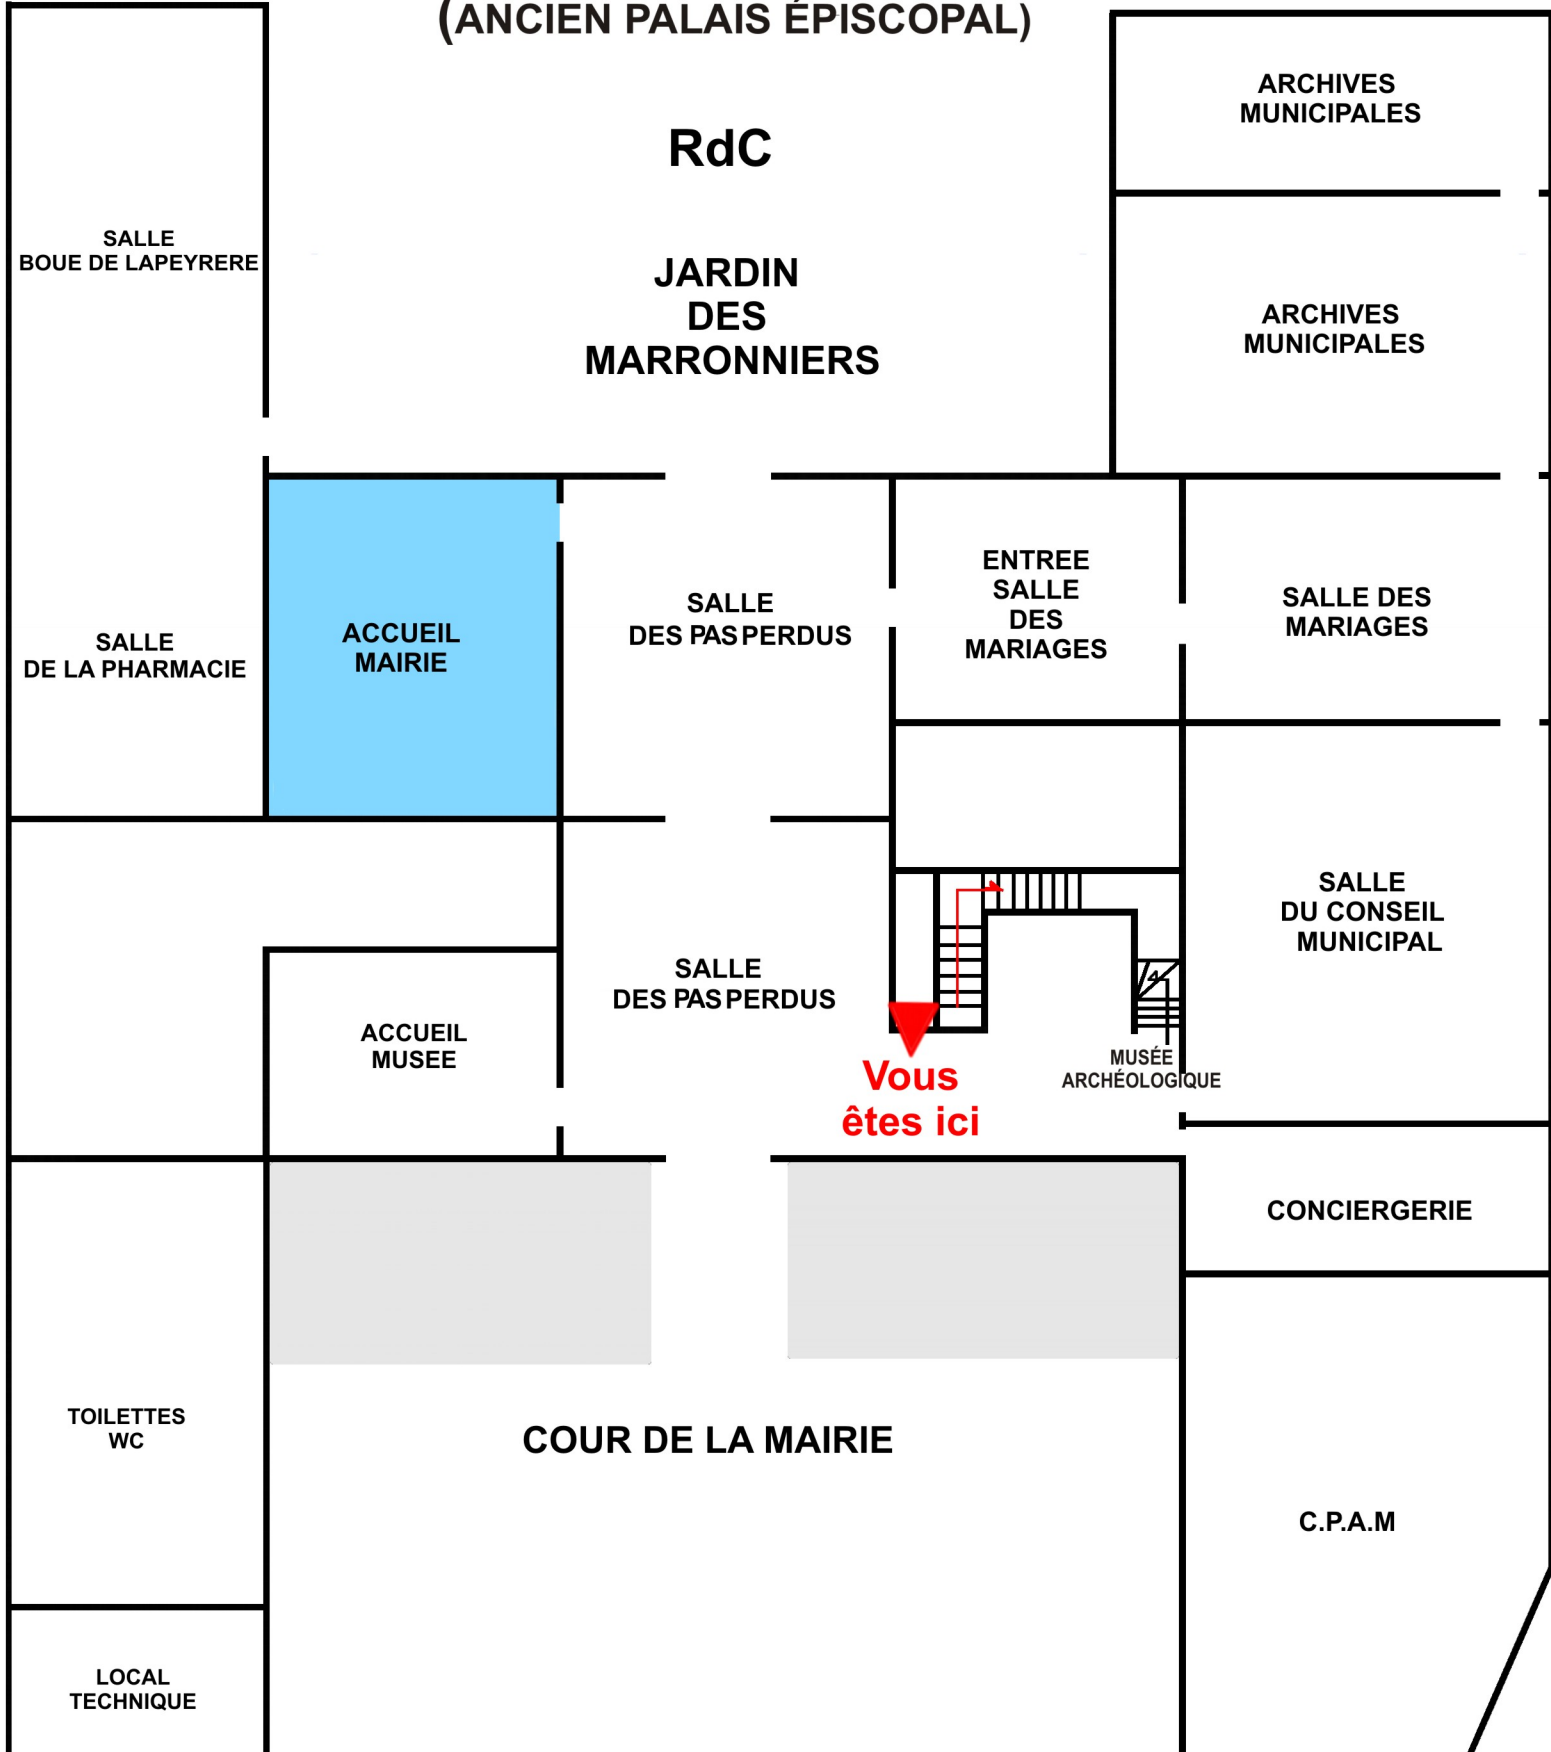 (ANCIEN PALAIS ÉPISCOPAL)
ARCHIVES
MUNICIPALES
RdC
SALLE
BOUE DE LAPEYRERE
JARDIN
DES
MARRONNIERS
ARCHIVES
MUNICIPALES
SALLE
DE LA PHARMACIE
ACCUEIL
MAIRIE
SALLE
DES PAS PERDUS
ENTREE
SALLE
DES
MARIAGES
SALLE DES
MARIAGES
SALLE
DU CONSEIL
MUNICIPAL
ACCUEIL
MUSEE
SALLE
DES PAS PERDUS
Vous
êtes ici
MUSÉE
ARCHÉOLOGIQUE
CONCIERGERIE
TOILETTES
WC
COUR DE LA MAIRIE
C.P.A.M
LOCAL
TECHNIQUE